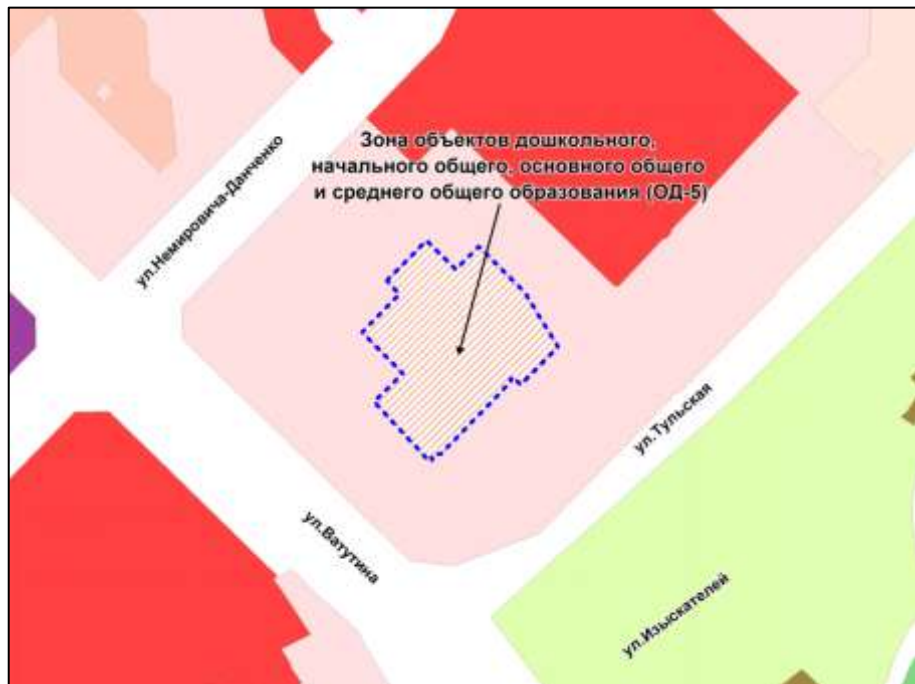 Зона объектов дошкольного,
начального общего, основного общего
и среднего общего образования (ОД-5)
ул.Немировича-Данченко
ул.Тульская
ул.Ватутина
ул.Изыскателей